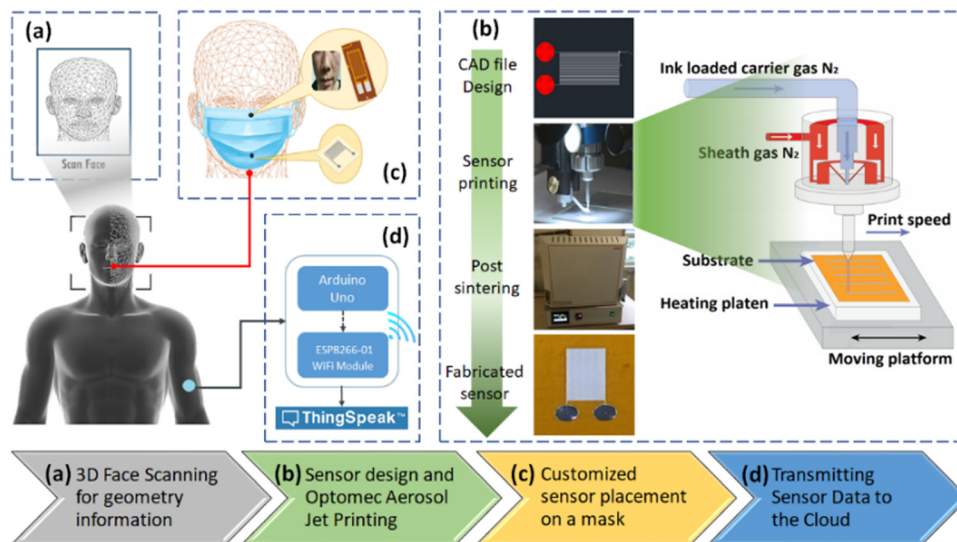 (a)
Scan Face
(c)
(d)
Arduino
Uno
ESP8266-01
WIFI Module
ThingSpeak™
(b)
CAD file
Design
Sensor
printing
Post
sintering
Fabricated
sensor
Ink loaded carrier gas N₂
Sheath gas N₂
Print speed
Substrate
Heating platen
Moving platform
(a) 3D Face Scanning
for geometry
information
(b) Sensor design and
Optomec Aerosol
Jet Printing
(c) Customized
sensor placement
on a mask
(d) Transmitting
Sensor Data to
the Cloud